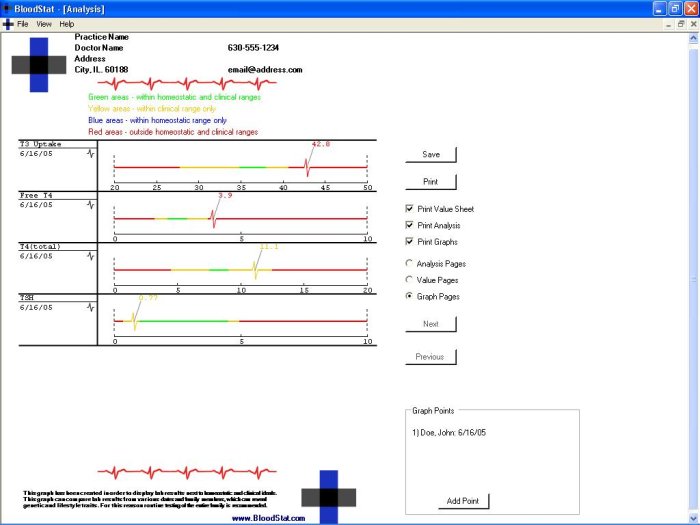 BloodStat - [Analysis]
File View Help
Practice Name
Doctor Name 630-555-1234
Address
City, IL. 60188 email@address.com
Green areas - within homeostatic and clinical ranges
Yellow areas - within clinical range only
Blue areas - within homeostatic range only
Red areas - outside homeostatic and clinical ranges
T3 Uptake 42.8
6/16/05
20 25 30 35 40 45 50
Free T4 3.9
6/16/05
0 5 10
T4(total) 11.1
6/16/05
0 5 10 15 20
TSH 0.77
6/16/05
0 10
Save
Print
Print Value Sheet
Print Analysis
Print Graphs
Analysis Pages
Value Pages
Graph Pages
Next
Previous
Graph Points
1) Doe, John: 6/16/05
Add Point
This graph has been created in order to display lab results next to homeostatic and clinical ideals.
This graph can compare lab results from various dates and family members, which can reveal
genetic and lifestyle traits. For this reason routine testing of the entire family is recommended.
www.BloodStat.com